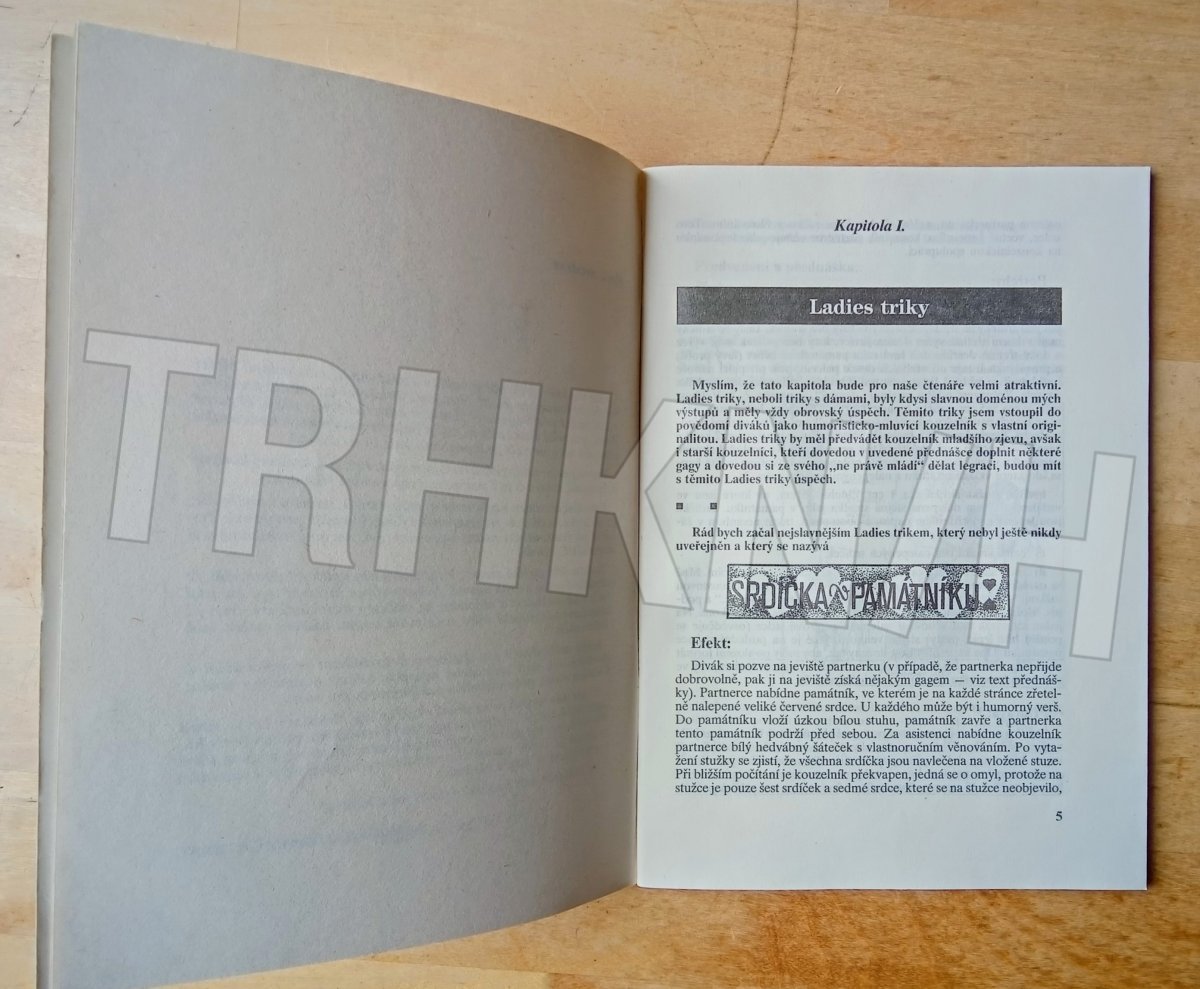 Kapitola I.
Ladies triky
Myslím, že tato kapitola bude pro naše čtenáře velmi atraktivní.
Ladies triky, neboli triky s dámami, byly kdysi slavnou doménou mých
výstupů a měly vždy obrovský úspěch. Těmito triky jsem vstoupil do
povědomí diváků jako humoristicko-mluvící kouzelník s vlastní origi-
nalitou. Ladies triky by měl předvádět kouzelník mladšího zjevu, avšak
i starší kouzelníci, kteří dovedou v uvedené přednášce doplnit některé
gagy a dovedou si ze svého „ne právě mládí“ dělat legraci, budou mít
s těmito Ladies triky úspěch.
Rád bych začal nejslavnějším Ladies trikem, který nebyl ještě nikdy
uveřejněn a který se nazývá
SRDÍČKA V PAMÁTNÍKU
Efekt:
Divák si pozve na jeviště partnerku (v případě, že partnerka nepřijde
dobrovolně, pak ji na jeviště získá nějakým gagem — viz text přednáš-
ky). Partnerce nabídne památník, ve kterém je na každé stránce zřetel-
ně nalepené veliké červené srdce. U každého může být i humorný verš.
Do památníku vloží úzkou bílou stuhu, památník zavře a partnerka
tento památník podrží před sebou. Za asistenci nabídne kouzelník
partnerce bílý hedvábný šáteček s vlastnoručním věnováním. Po vyta-
žení stužky se zjistí, že všechna srdíčka jsou navlečena na vložené stuze.
Při bližším počítání je kouzelník překvapen, jedná se o omyl, protože na
stužce je pouze šest srdíček a sedmé srdce, které se na stužce neobjevilo,
5
TRHKNIH